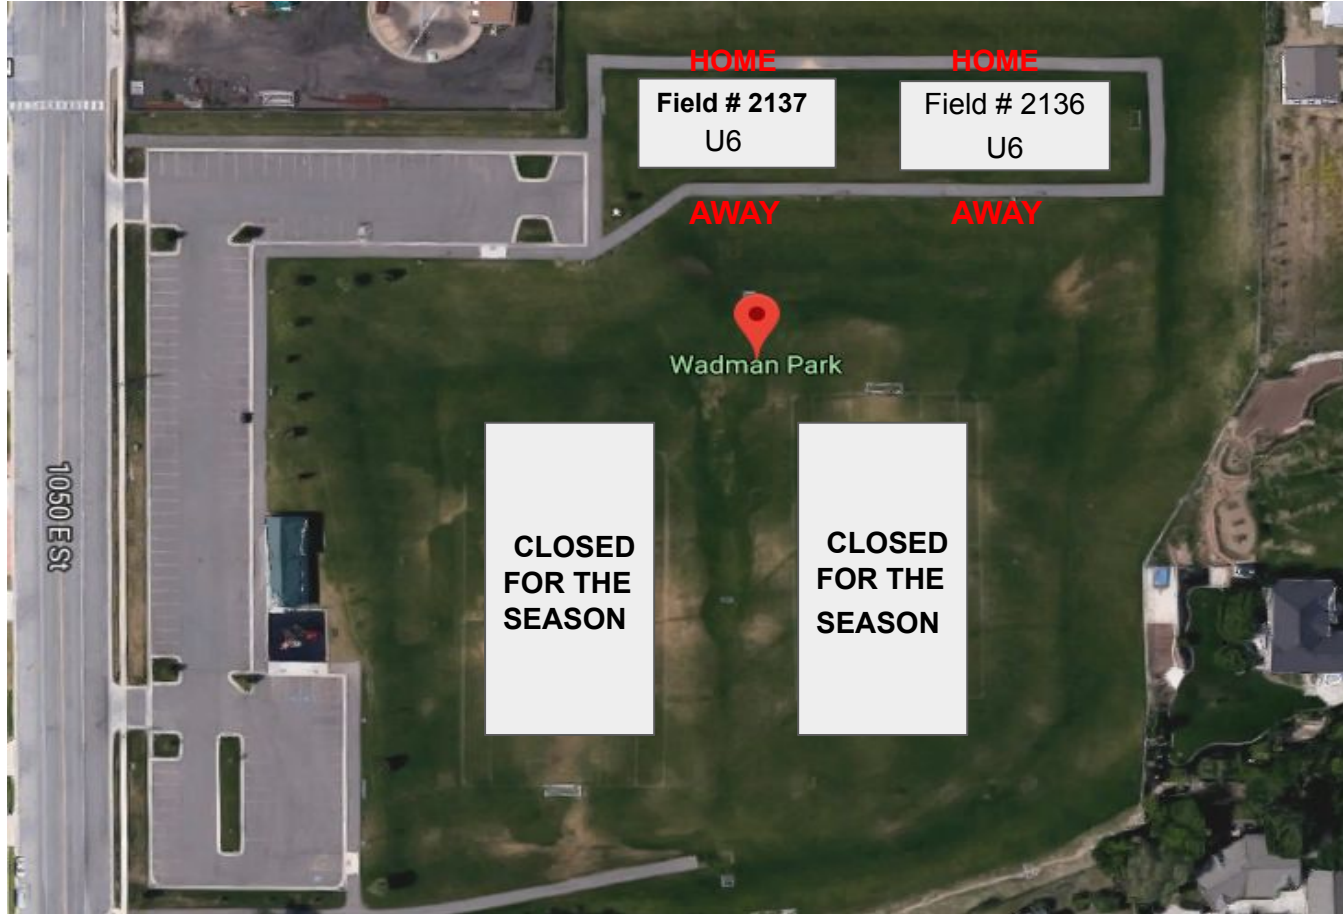 HOME
HOME
Field # 2137
U6
Field # 2136
U6
AWAY
AWAY
Wadman Park
CLOSED
FOR THE
SEASON
CLOSED
FOR THE
SEASON
1050 E St